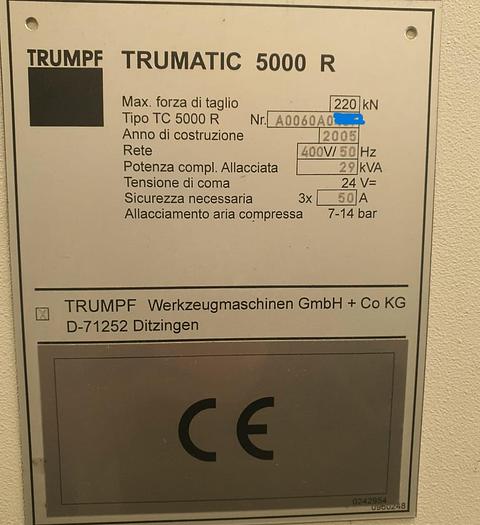 TRUMPF TRUMATIC 5000 R
Max. forza di taglio 220 kN
Tipo TC 5000 R Nr. A0060A0
Anno di costruzione 2005
Rete 400V/50 Hz
Potenza compl. Allacciata 29 kVA
Tensione di coma 24 V=
Sicurezza necessaria 3x 50 A
Allacciamento aria compressa 7-14 bar
TRUMPF Werkzeugmaschinen GmbH + Co KG
D-71252 Ditzingen
CE
0242954
0960248